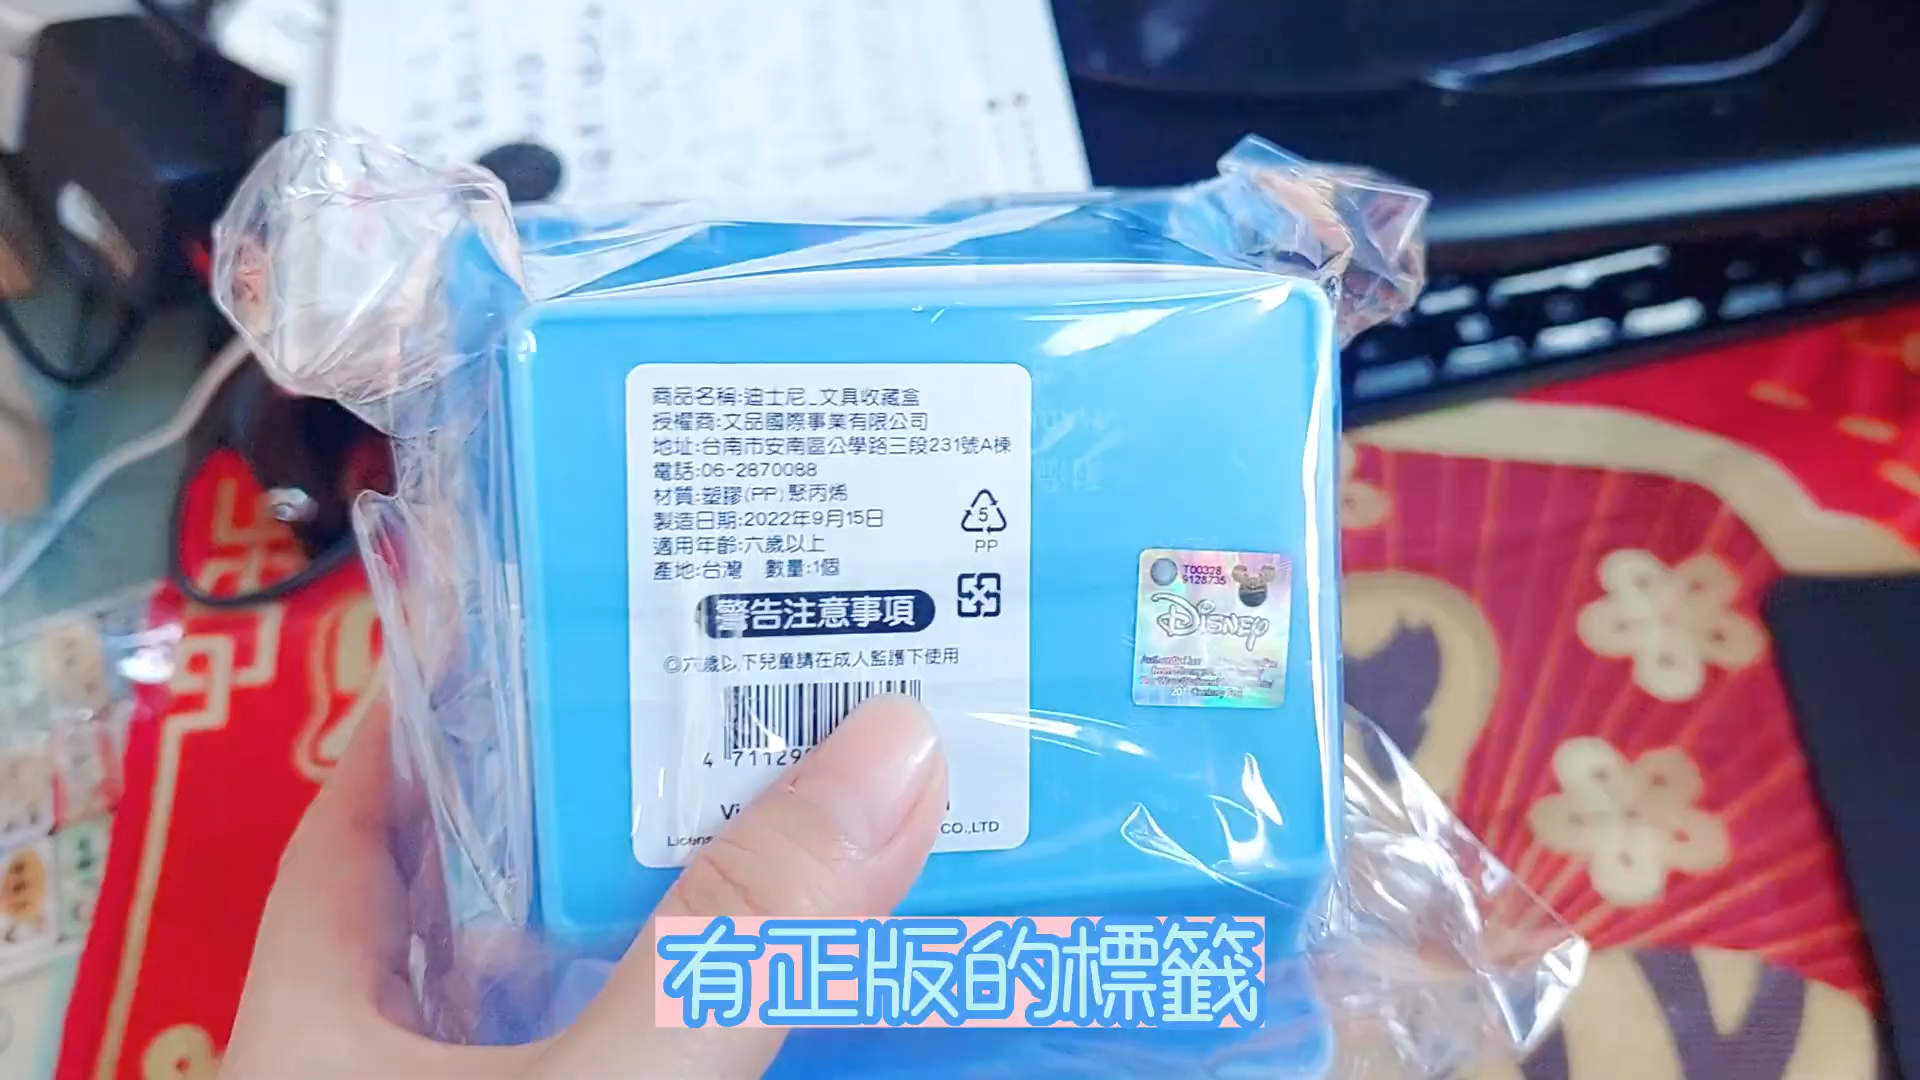 商品名稱:迪士尼_文具收藏盒
授權商:文品國際事業有限公司
地址:台南市安南區公學路三段231號A棟
電話:06-2870088
材質:塑膠(PP)聚丙烯
製造日期:2022年9月15日
適用年齡:六歲以上
產地:台灣 數量:1個
5
PP
警告注意事項
◎六歲以下兒童請在成人監護下使用
4 71129
CO.,LTD
TD0328
9128735
Disney
有正版的標籤